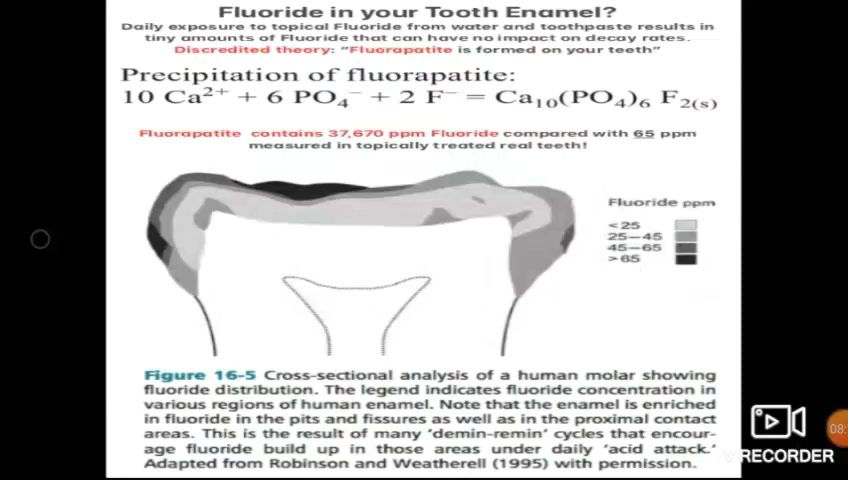 Fluoride in your Tooth Enamel?
Daily exposure to topical Fluoride from water and toothpaste results in
tiny amounts of Fluoride that can have no impact on decay rates.
Discredited theory: “Fluorapatite is formed on your teeth”
Precipitation of fluorapatite:
10 Ca²⁺ + 6 PO₄⁻ + 2 F⁻ = Ca₁₀(PO₄)₆ F₂₍ₛ₎
Fluorapatite contains 37,670 ppm Fluoride compared with 65 ppm
measured in topically treated real teeth!
Fluoride ppm
<25
25–45
45–65
>65
Figure 16-5 Cross-sectional analysis of a human molar showing
fluoride distribution. The legend indicates fluoride concentration in
various regions of human enamel. Note that the enamel is enriched
in fluoride in the pits and fissures as well as in the proximal contact
areas. This is the result of many ‘demin-remin’ cycles that encour-
age fluoride build up in those areas under daily ‘acid attack.’
Adapted from Robinson and Weatherell (1995) with permission.
RECORDER
08: